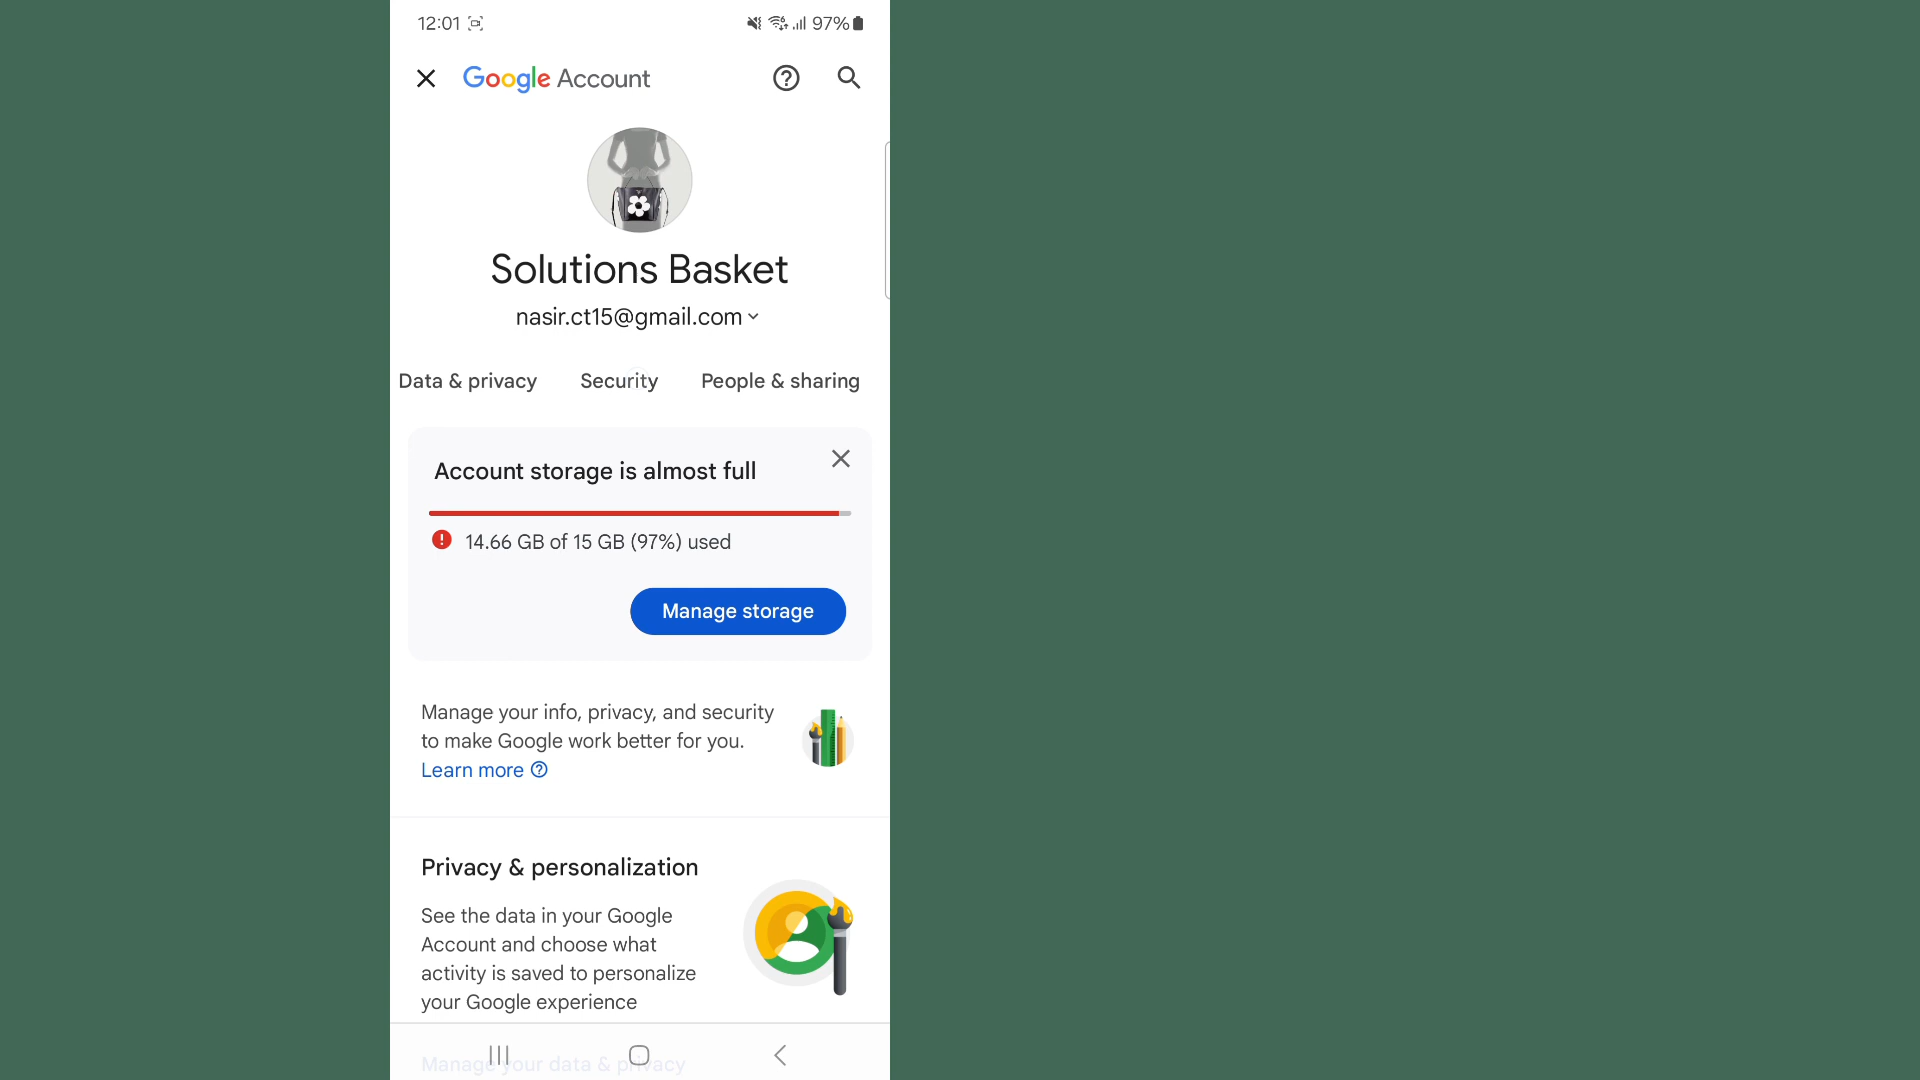 12:01
97%
Google Account
Solutions Basket
nasir.ct15@gmail.com
Data & privacy Security People & sharing
Account storage is almost full
14.66 GB of 15 GB (97%) used
Manage storage
Manage your info, privacy, and security
to make Google work better for you.
Learn more
Privacy & personalization
See the data in your Google
Account and choose what
activity is saved to personalize
your Google experience
Manage your data & privacy